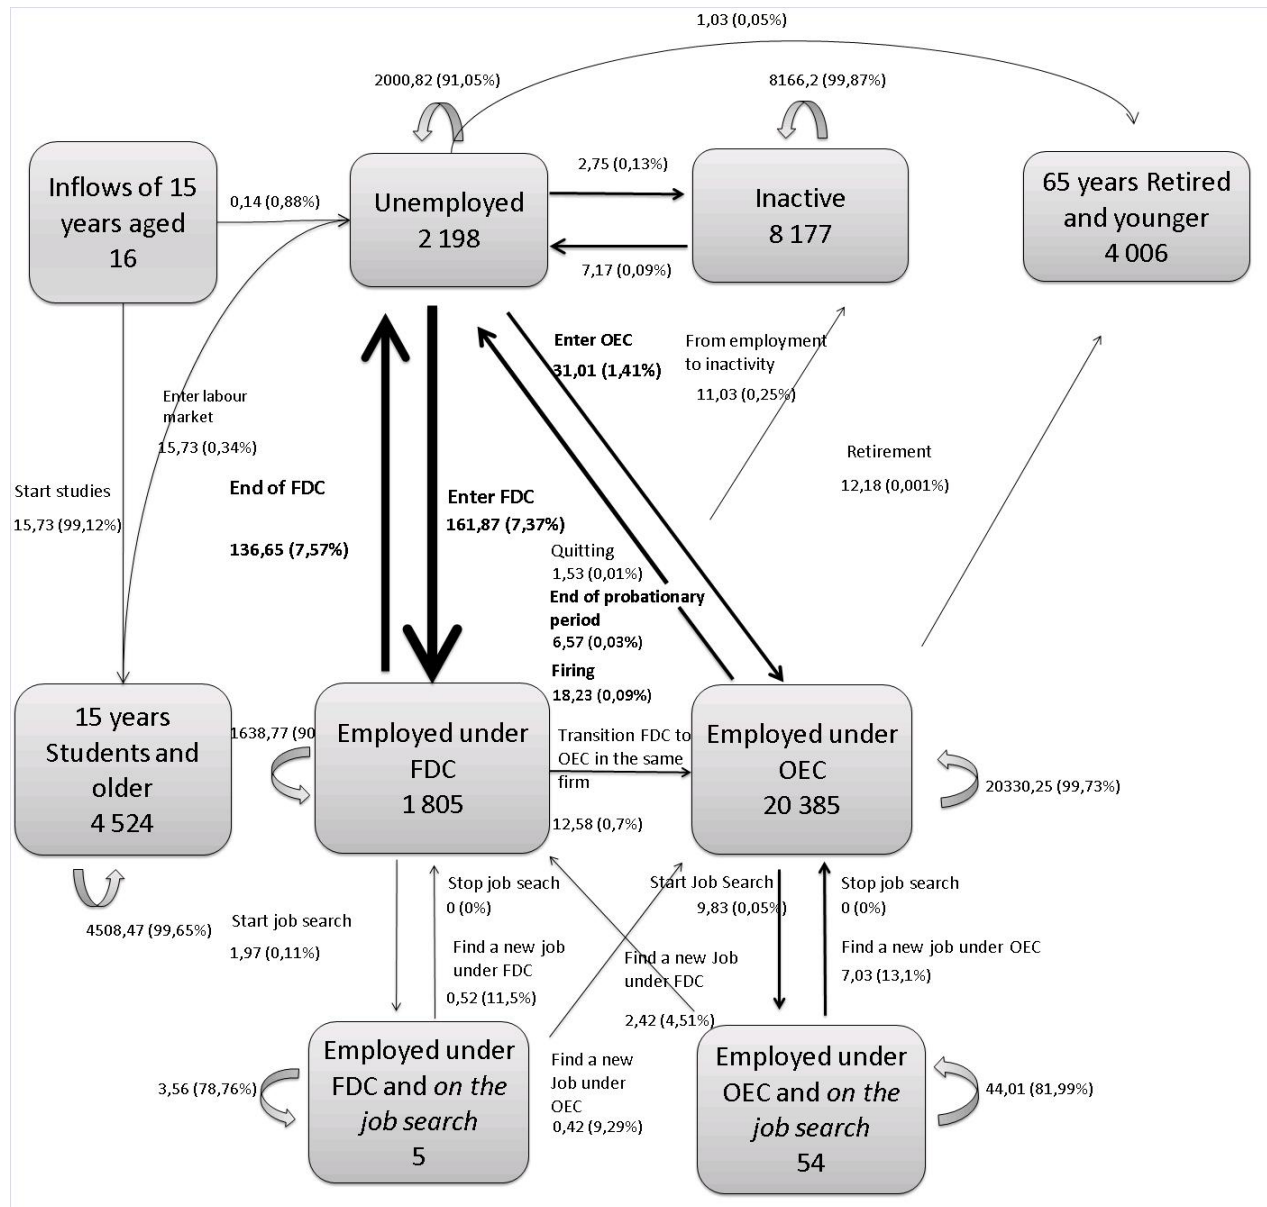 1,03 (0,05%)
2000,82 (91,05%)
8166,2 (99,87%)
Inflows of 15
years aged
16
0,14 (0,88%)
Unemployed
2 198
2,75 (0,13%)
7,17 (0,09%)
Inactive
8 177
65 years Retired
and younger
4 006
Enter OEC
31,01 (1,41%)
From employment
to inactivity
11,03 (0,25%)
Enter labour
market
15,73 (0,34%)
Retirement
12,18 (0,001%)
Start studies
15,73 (99,12%)
End of FDC
136,65 (7,57%)
Enter FDC
161,87 (7,37%)
Quitting
1,53 (0,01%)
End of probationary
period
6,57 (0,03%)
Firing
18,23 (0,09%)
15 years
Students and
older
4 524
1638,77 (90
Employed under
FDC
1 805
Transition FDC to
OEC in the same
firm
12,58 (0,7%)
Employed under
OEC
20 385
20330,25 (99,73%)
4508,47 (99,65%)
Start job search
1,97 (0,11%)
Stop job seach
0 (0%)
Find a new job
under FDC
0,52 (11,5%)
Start Job Search
9,83 (0,05%)
Find a new Job
under FDC
2,42 (4,51%)
Stop job search
0 (0%)
Find a new job under OEC
7,03 (13,1%)
3,56 (78,76%)
Employed under
FDC and on the
job search
5
Find a new
Job under
OEC
0,42 (9,29%)
Employed under
OEC and on the
job search
54
44,01 (81,99%)